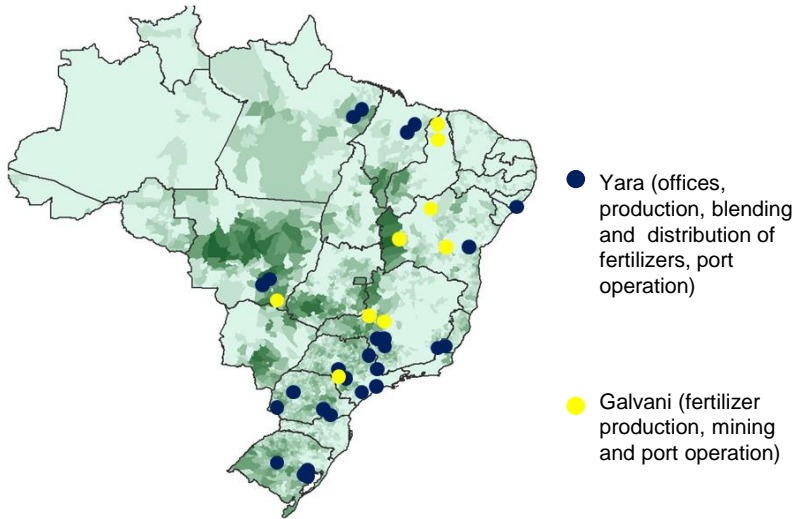 Yara (offices,
production, blending
and distribution of
fertilizers, port
operation)
Galvani (fertilizer
production, mining
and port operation)